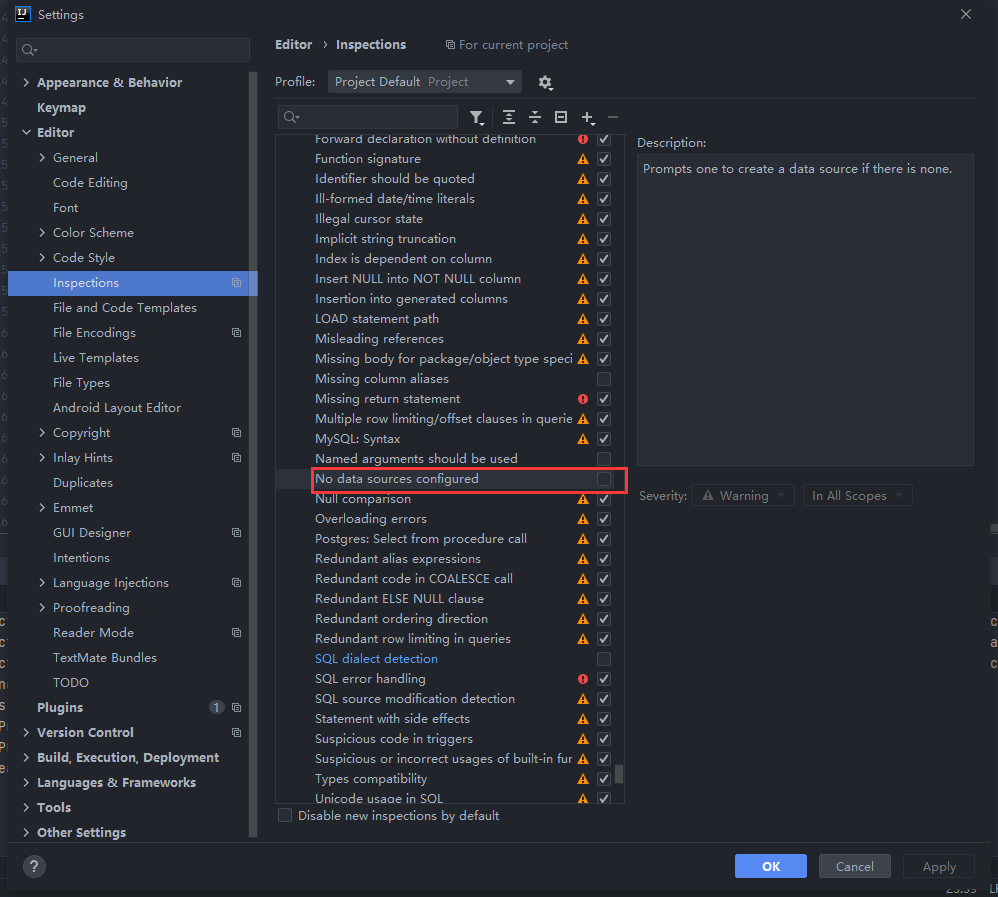 Settings
Editor › Inspections
For current project
Profile:
Project Default Project
Appearance & Behavior
Keymap
Editor
General
Code Editing
Font
Color Scheme
Code Style
Inspections
File and Code Templates
File Encodings
Live Templates
File Types
Android Layout Editor
Copyright
Inlay Hints
Duplicates
Emmet
GUI Designer
Intentions
Language Injections
Proofreading
Reader Mode
TextMate Bundles
TODO
Plugins 1
Version Control
Build, Execution, Deployment
Languages & Frameworks
Tools
Other Settings
Forward declaration without definition
Function signature
Identifier should be quoted
Ill-formed date/time literals
Illegal cursor state
Implicit string truncation
Index is dependent on column
Insert NULL into NOT NULL column
Insertion into generated columns
LOAD statement path
Misleading references
Missing body for package/object type speci
Missing column aliases
Missing return statement
Multiple row limiting/offset clauses in querie
MySQL: Syntax
Named arguments should be used
No data sources configured
Null comparison
Overloading errors
Postgres: Select from procedure call
Redundant alias expressions
Redundant code in COALESCE call
Redundant ELSE NULL clause
Redundant ordering direction
Redundant row limiting in queries
SQL dialect detection
SQL error handling
SQL source modification detection
Statement with side effects
Suspicious code in triggers
Suspicious or incorrect usages of built-in fur
Types compatibility
Unicode usage in SQL
Disable new inspections by default
Description:
Prompts one to create a data source if there is none.
Severity:
Warning
In All Scopes
?
OK
Cancel
Apply